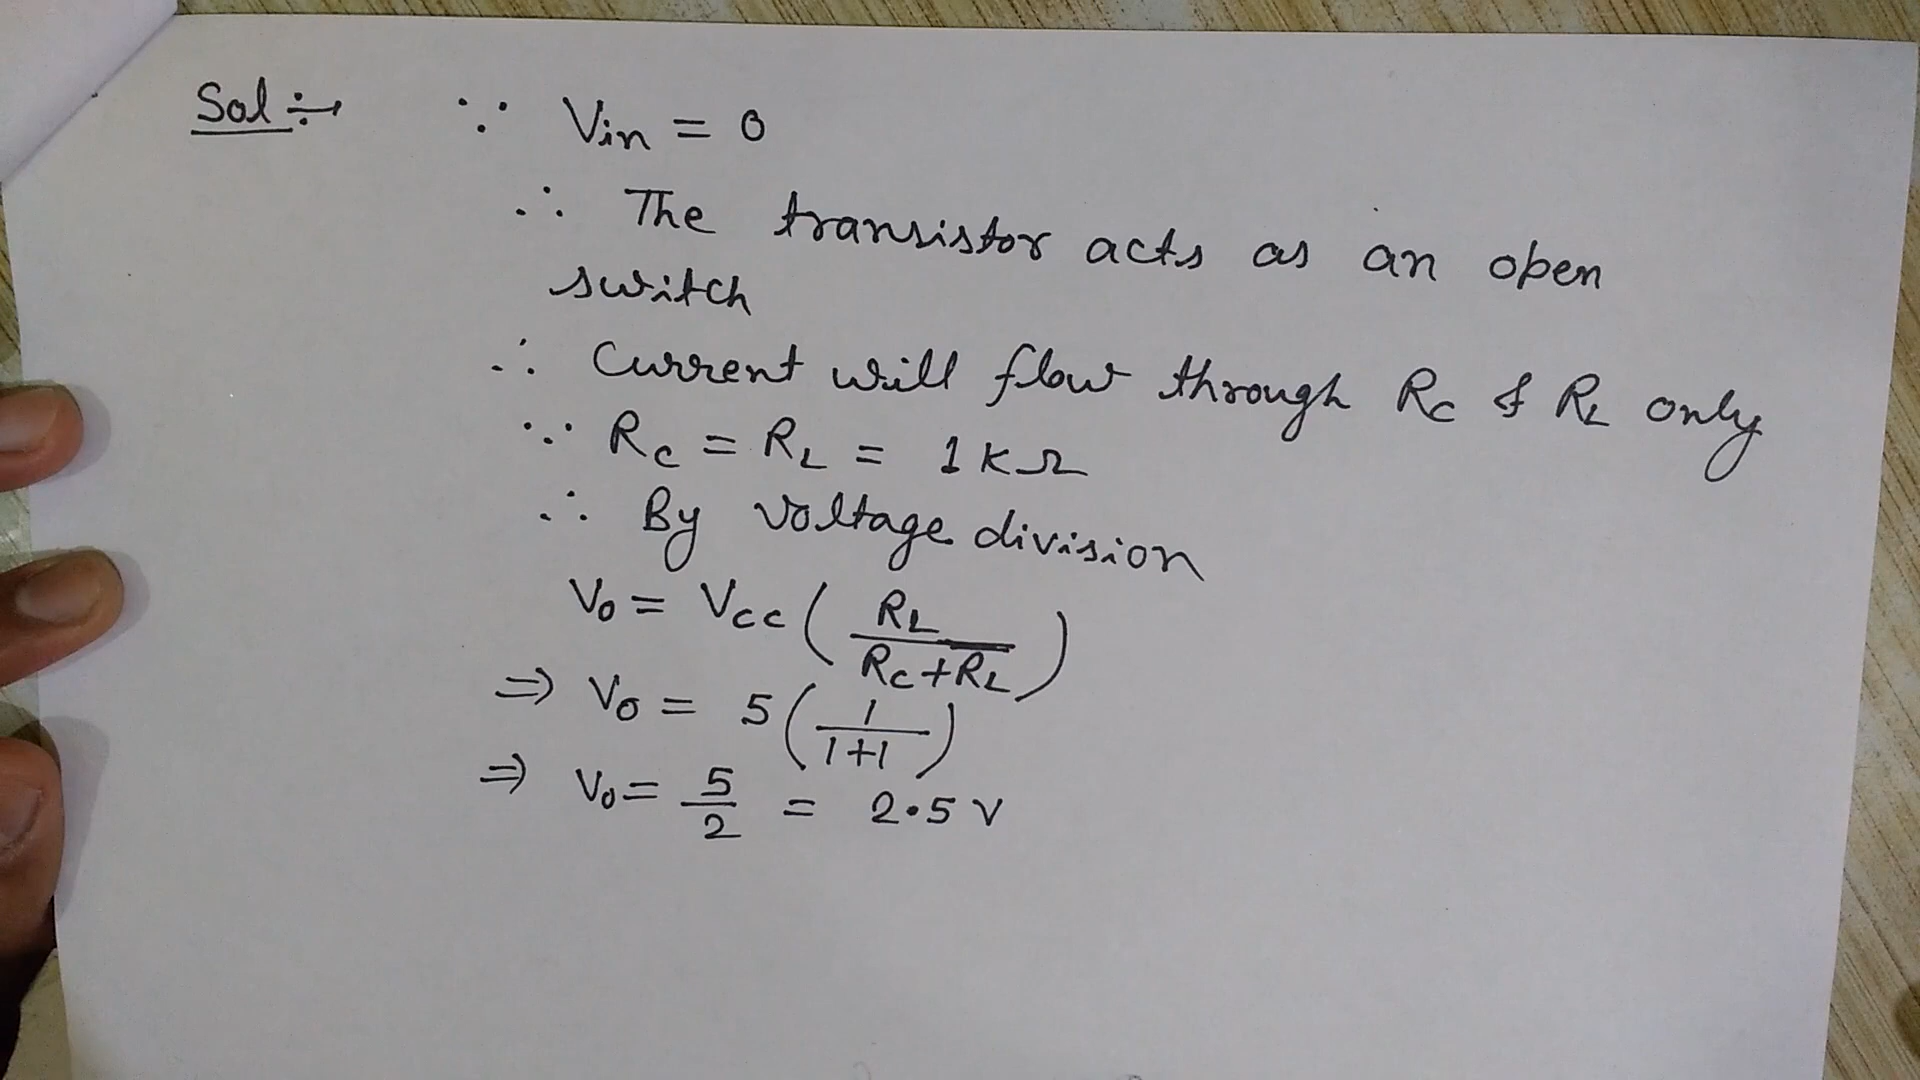 Sol :→ ∵ Vin = 0
∴ The transistor acts as an open
switch
∴ Current will flow through Rc & RL only
∵ Rc = RL = 1 K Ω
∴ By voltage division
Vo = Vcc ( RL / Rc + RL )
⇒ Vo = 5 ( 1 / 1+1 )
⇒ Vo = 5/2 = 2.5 V